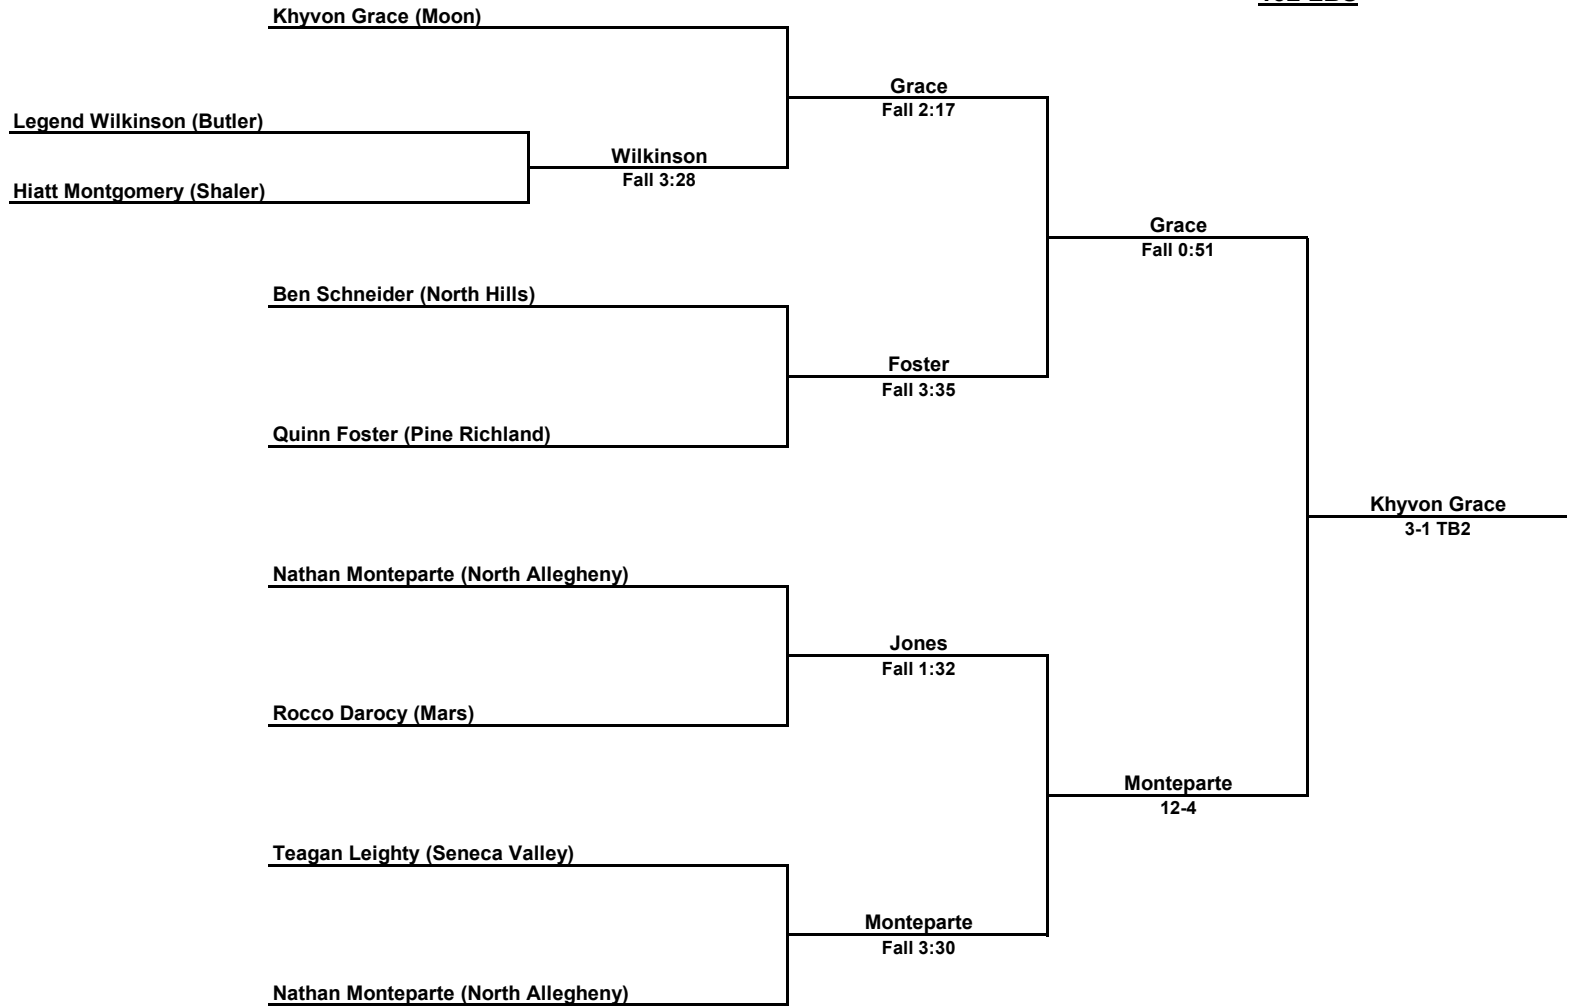 Khyvon Grace (Moon)
Grace
Fall 2:17
Legend Wilkinson (Butler)
Wilkinson
Fall 3:28
Hiatt Montgomery (Shaler)
Grace
Fall 0:51
Ben Schneider (North Hills)
Foster
Fall 3:35
Quinn Foster (Pine Richland)
Khyvon Grace
3-1 TB2
Nathan Monteparte (North Allegheny)
Jones
Fall 1:32
Rocco Darocy (Mars)
Monteparte
12-4
Teagan Leighty (Seneca Valley)
Monteparte
Fall 3:30
Nathan Monteparte (North Allegheny)